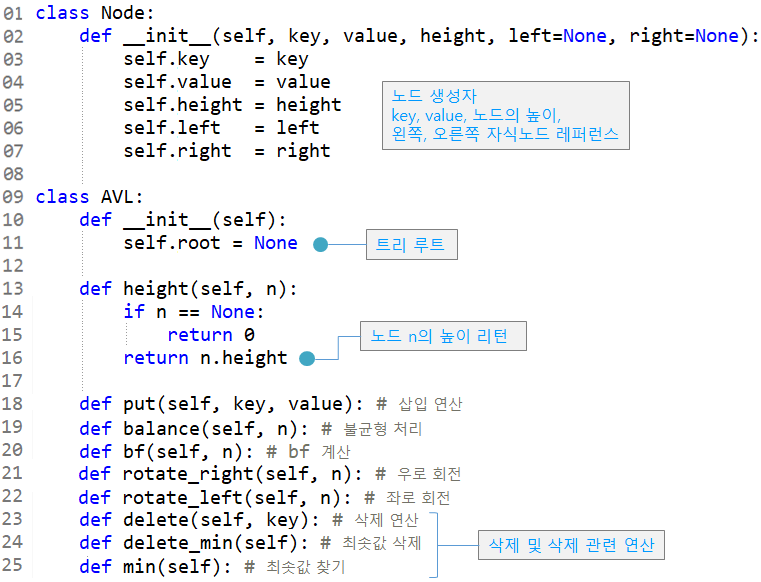 01 class Node:
02     def __init__(self, key, value, height, left=None, right=None):
03         self.key    = key
04         self.value  = value
05         self.height = height
06         self.left   = left
07         self.right  = right
노드 생성자
key, value, 노드의 높이,
왼쪽, 오른쪽 자식노드 레퍼런스
08
09 class AVL:
10     def __init__(self):
11         self.root = None
트리 루트
12
13     def height(self, n):
14         if n == None:
15             return 0
16         return n.height
노드 n의 높이 리턴
17
18     def put(self, key, value): # 삽입 연산
19     def balance(self, n): # 불균형 처리
20     def bf(self, n): # bf 계산
21     def rotate_right(self, n): # 우로 회전
22     def rotate_left(self, n): # 좌로 회전
23     def delete(self, key): # 삭제 연산
24     def delete_min(self): # 최솟값 삭제
25     def min(self): # 최솟값 찾기
삭제 및 삭제 관련 연산